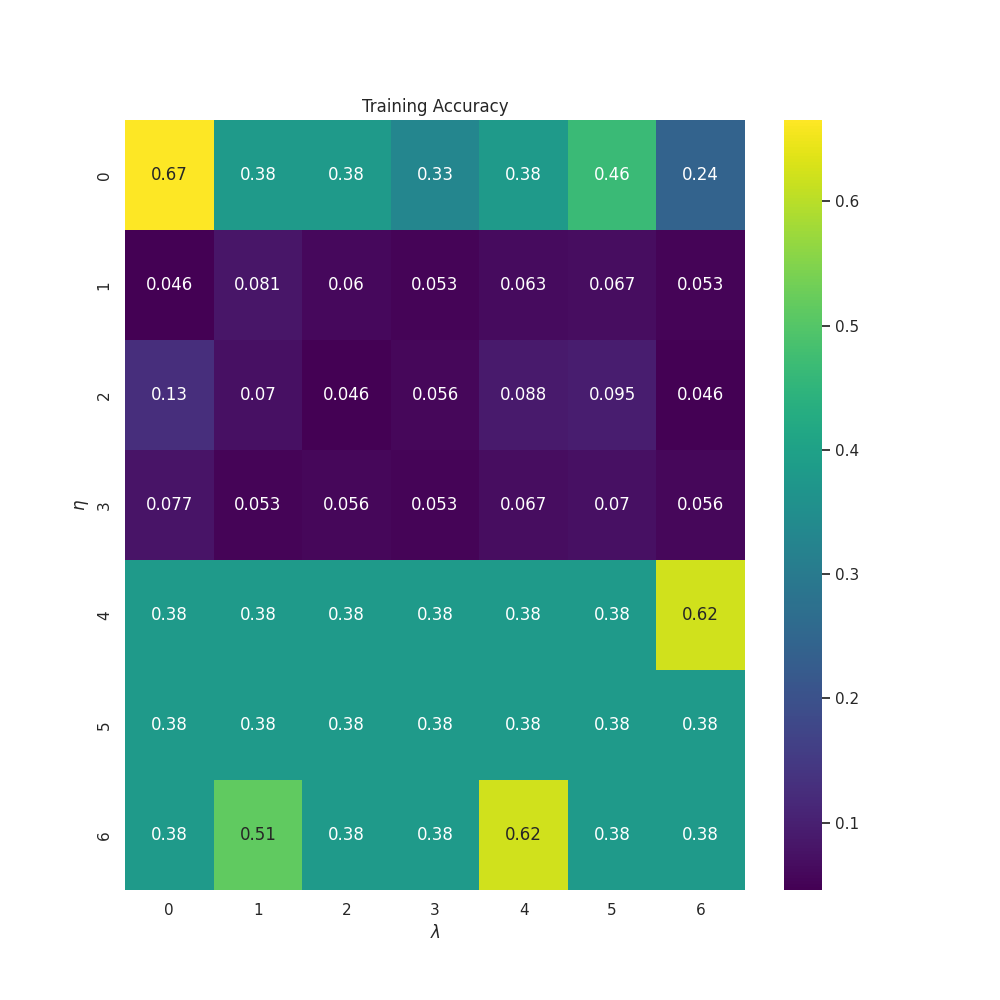 Training Accuracy
0 0.67 0.38 0.38 0.33 0.38 0.46 0.24
0.6
1 0.046 0.081 0.06 0.053 0.063 0.067 0.053
0.5
2 0.13 0.07 0.046 0.056 0.088 0.095 0.046
0.4
η
3 0.077 0.053 0.056 0.053 0.067 0.07 0.056
0.3
4 0.38 0.38 0.38 0.38 0.38 0.38 0.62
0.2
5 0.38 0.38 0.38 0.38 0.38 0.38 0.38
0.1
6 0.38 0.51 0.38 0.38 0.62 0.38 0.38
0 1 2 3 4 5 6
λ